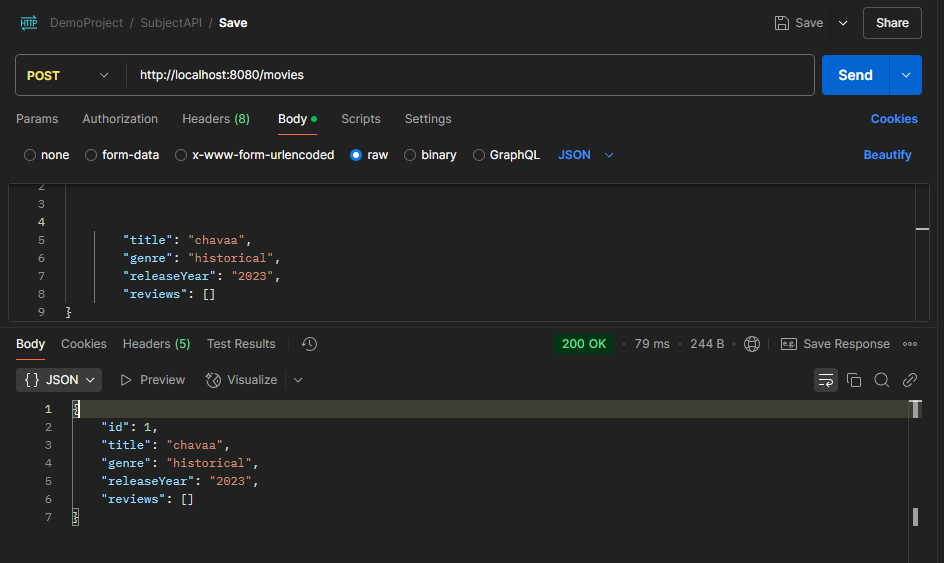 HTTP DemoProject / SubjectAPI / Save Save Share
POST http://localhost:8080/movies Send
Params Authorization Headers (8) Body Scripts Settings Cookies
none form-data x-www-form-urlencoded raw binary GraphQL JSON Beautify
2
3
4
5 "title": "chavaa",
6 "genre": "historical",
7 "releaseYear": "2023",
8 "reviews": []
9 }
Body Cookies Headers (5) Test Results 200 OK • 79 ms • 244 B • e.g. Save Response
{} JSON Preview Visualize
1 {
2 "id": 1,
3 "title": "chavaa",
4 "genre": "historical",
5 "releaseYear": "2023",
6 "reviews": []
7 }